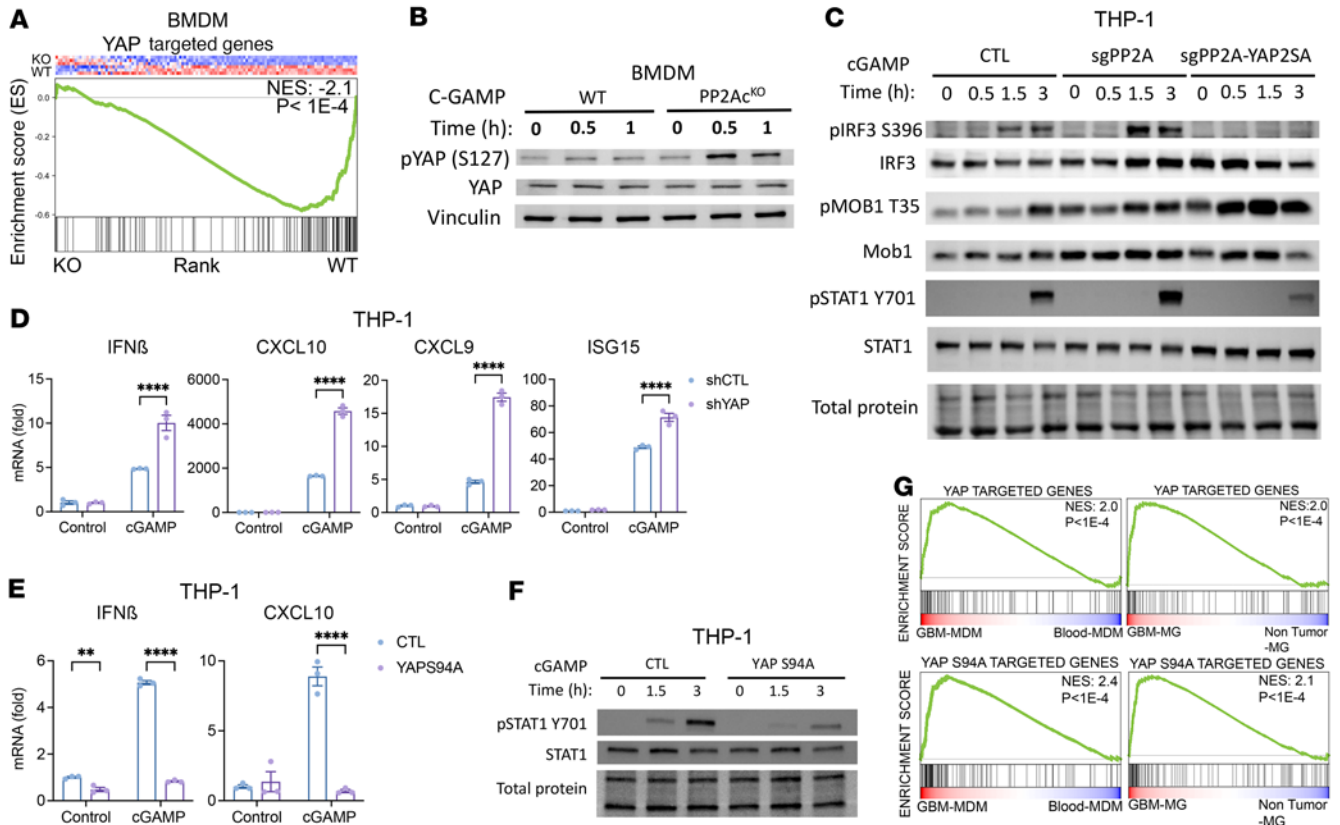 A
BMDM
YAP targeted genes
KO
WT
NES: -2.1
P< 1E-4
Enrichment score (ES)
0.0
-0.2
-0.4
-0.6
KO Rank WT
B
BMDM
C-GAMP WT PP2Ac^KO
Time (h): 0 0.5 1 0 0.5 1
pYAP (S127)
YAP
Vinculin
C
THP-1
CTL sgPP2A sgPP2A-YAP2SA
cGAMP
Time (h) 0 0.5 1.5 3 0 0.5 1.5 3 0 0.5 1.5 3
pIRF3 S396
IRF3
pMOB1 T35
Mob1
pSTAT1 Y701
STAT1
Total protein
D
THP-1
IFNß CXCL10 CXCL9 ISG15
mRNA (fold)
15
10
5
0
****
Control cGAMP
6000
4000
2000
0
****
Control cGAMP
20
15
10
5
0
****
Control cGAMP
100
80
60
40
20
0
****
Control cGAMP
shCTL
shYAP
E
THP-1
IFNß CXCL10
mRNA (fold)
6
4
2
0
** ****
Control cGAMP
10
5
0
****
Control cGAMP
CTL
YAPS94A
F
THP-1
cGAMP CTL YAP S94A
Time (h): 0 1.5 3 0 1.5 3
pSTAT1 Y701
STAT1
Total protein
G
YAP TARGETED GENES
NES: 2.0
P<1E-4
ENRICHMENT SCORE
GBM-MDM Blood-MDM
YAP TARGETED GENES
NES:2.0
P<1E-4
GBM-MG Non Tumor
-MG
YAP S94A TARGETED GENES
NES: 2.4
P<1E-4
ENRICHMENT SCORE
GBM-MDM Blood-MDM
YAP S94A TARGETED GENES
NES: 2.1
P<1E-4
GBM-MG Non Tumor
-MG